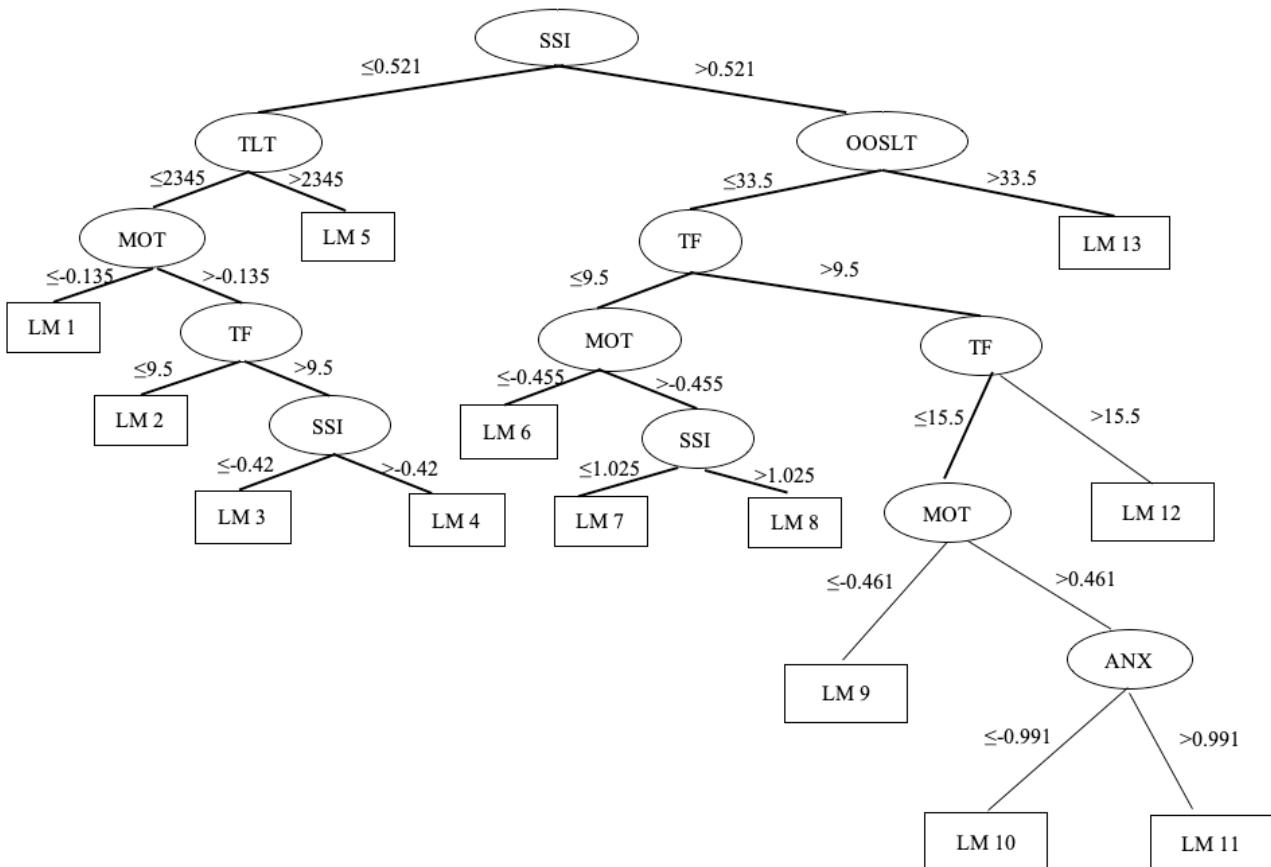 SSI
≤0.521
>0.521
TLT
OOSLT
≤2345
>2345
≤33.5
>33.5
MOT
LM 5
TF
LM 13
≤-0.135
>-0.135
≤9.5
>9.5
LM 1
TF
MOT
TF
≤9.5
>9.5
≤-0.455
>-0.455
≤15.5
>15.5
LM 2
SSI
LM 6
SSI
≤-0.42
>-0.42
≤1.025
>1.025
LM 3
LM 4
LM 7
LM 8
MOT
LM 12
≤-0.461
>0.461
LM 9
ANX
≤-0.991
>0.991
LM 10
LM 11